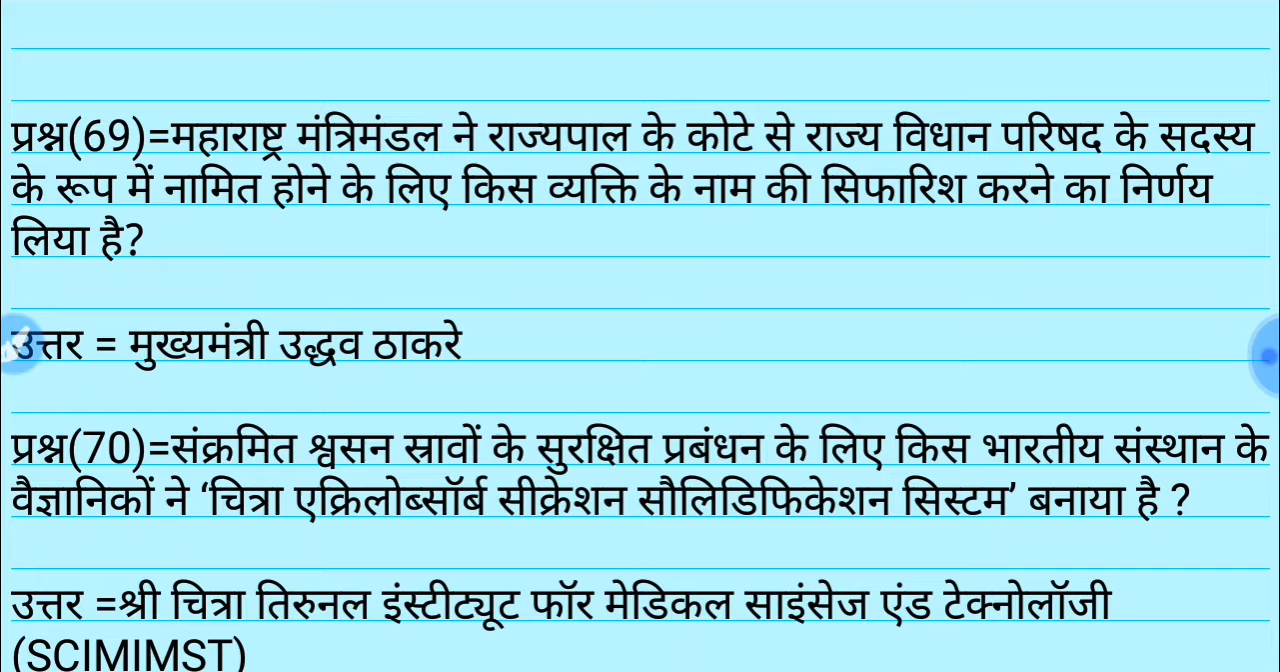 प्रश्न(69)=महाराष्ट्र मंत्रिमंडल ने राज्यपाल के कोटे से राज्य विधान परिषद के सदस्य
के रूप में नामित होने के लिए किस व्यक्ति के नाम की सिफारिश करने का निर्णय
लिया है?
उत्तर = मुख्यमंत्री उद्धव ठाकरे
प्रश्न(70)=संक्रमित श्वसन स्रावों के सुरक्षित प्रबंधन के लिए किस भारतीय संस्थान के
वैज्ञानिकों ने ‘चित्रा एक्रिलोब्सॉर्ब सीक्रेशन सौलिडिफिकेशन सिस्टम’ बनाया है ?
उत्तर =श्री चित्रा तिरुनल इंस्टीट्यूट फॉर मेडिकल साइंसेज एंड टेक्नोलॉजी
(SCIMIMST)